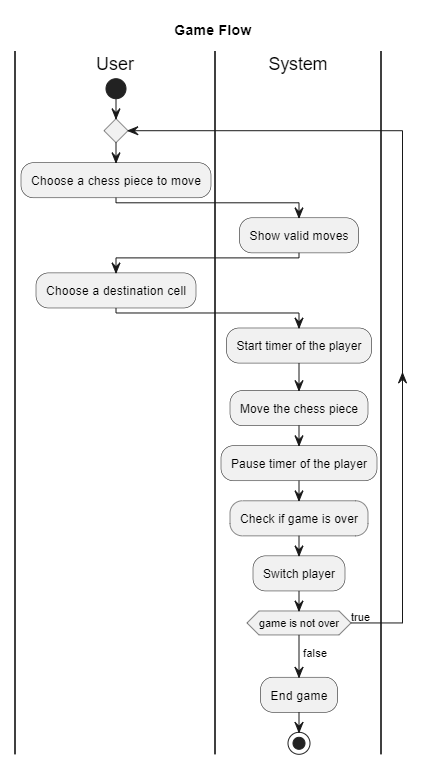 Game Flow
User
System
Choose a chess piece to move
Show valid moves
Choose a destination cell
Start timer of the player
Move the chess piece
Pause timer of the player
Check if game is over
Switch player
game is not over
true
false
End game